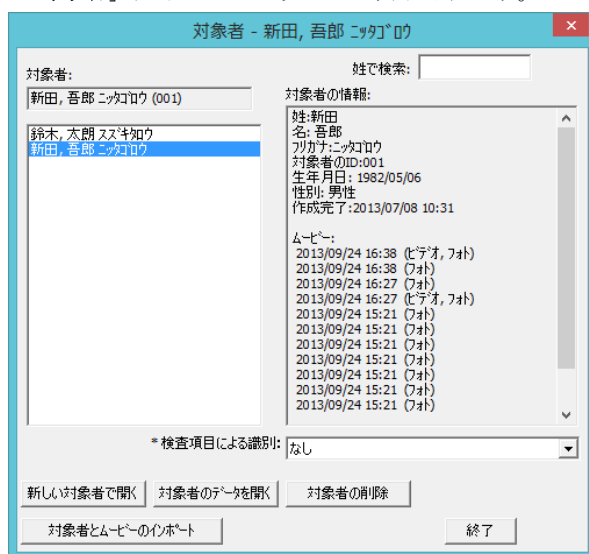 対象者 - 新田, 吾郎 ﾆｯﾀｺﾞﾛｳ
姓で検索:
対象者:
新田, 吾郎 ﾆｯﾀｺﾞﾛｳ (001)
鈴木, 太朗 ｽｽﾞｷﾀﾛｳ
新田, 吾郎 ﾆｯﾀｺﾞﾛｳ
対象者の情報:
姓:新田
名: 吾郎
ﾌﾘｶﾞﾅ:ﾆｯﾀｺﾞﾛｳ
対象者のID:001
生年月日: 1982/05/06
性別: 男性
作成完了:2013/07/08 10:31
ﾑｰﾋﾞｰ:
2013/09/24 16:38 (ﾋﾞﾃﾞｵ, ﾌｫﾄ)
2013/09/24 16:38 (ﾌｫﾄ)
2013/09/24 16:27 (ﾌｫﾄ)
2013/09/24 16:27 (ﾋﾞﾃﾞｵ, ﾌｫﾄ)
2013/09/24 15:21 (ﾌｫﾄ)
2013/09/24 15:21 (ﾌｫﾄ)
2013/09/24 15:21 (ﾌｫﾄ)
2013/09/24 15:21 (ﾌｫﾄ)
2013/09/24 15:21 (ﾌｫﾄ)
2013/09/24 15:21 (ﾌｫﾄ)
2013/09/24 15:21 (ﾌｫﾄ)
* 検査項目による識別: なし
新しい対象者で開く 対象者のﾃﾞｰﾀを開く 対象者の削除
対象者とﾑｰﾋﾞｰのｲﾝﾎﾟｰﾄ 終了